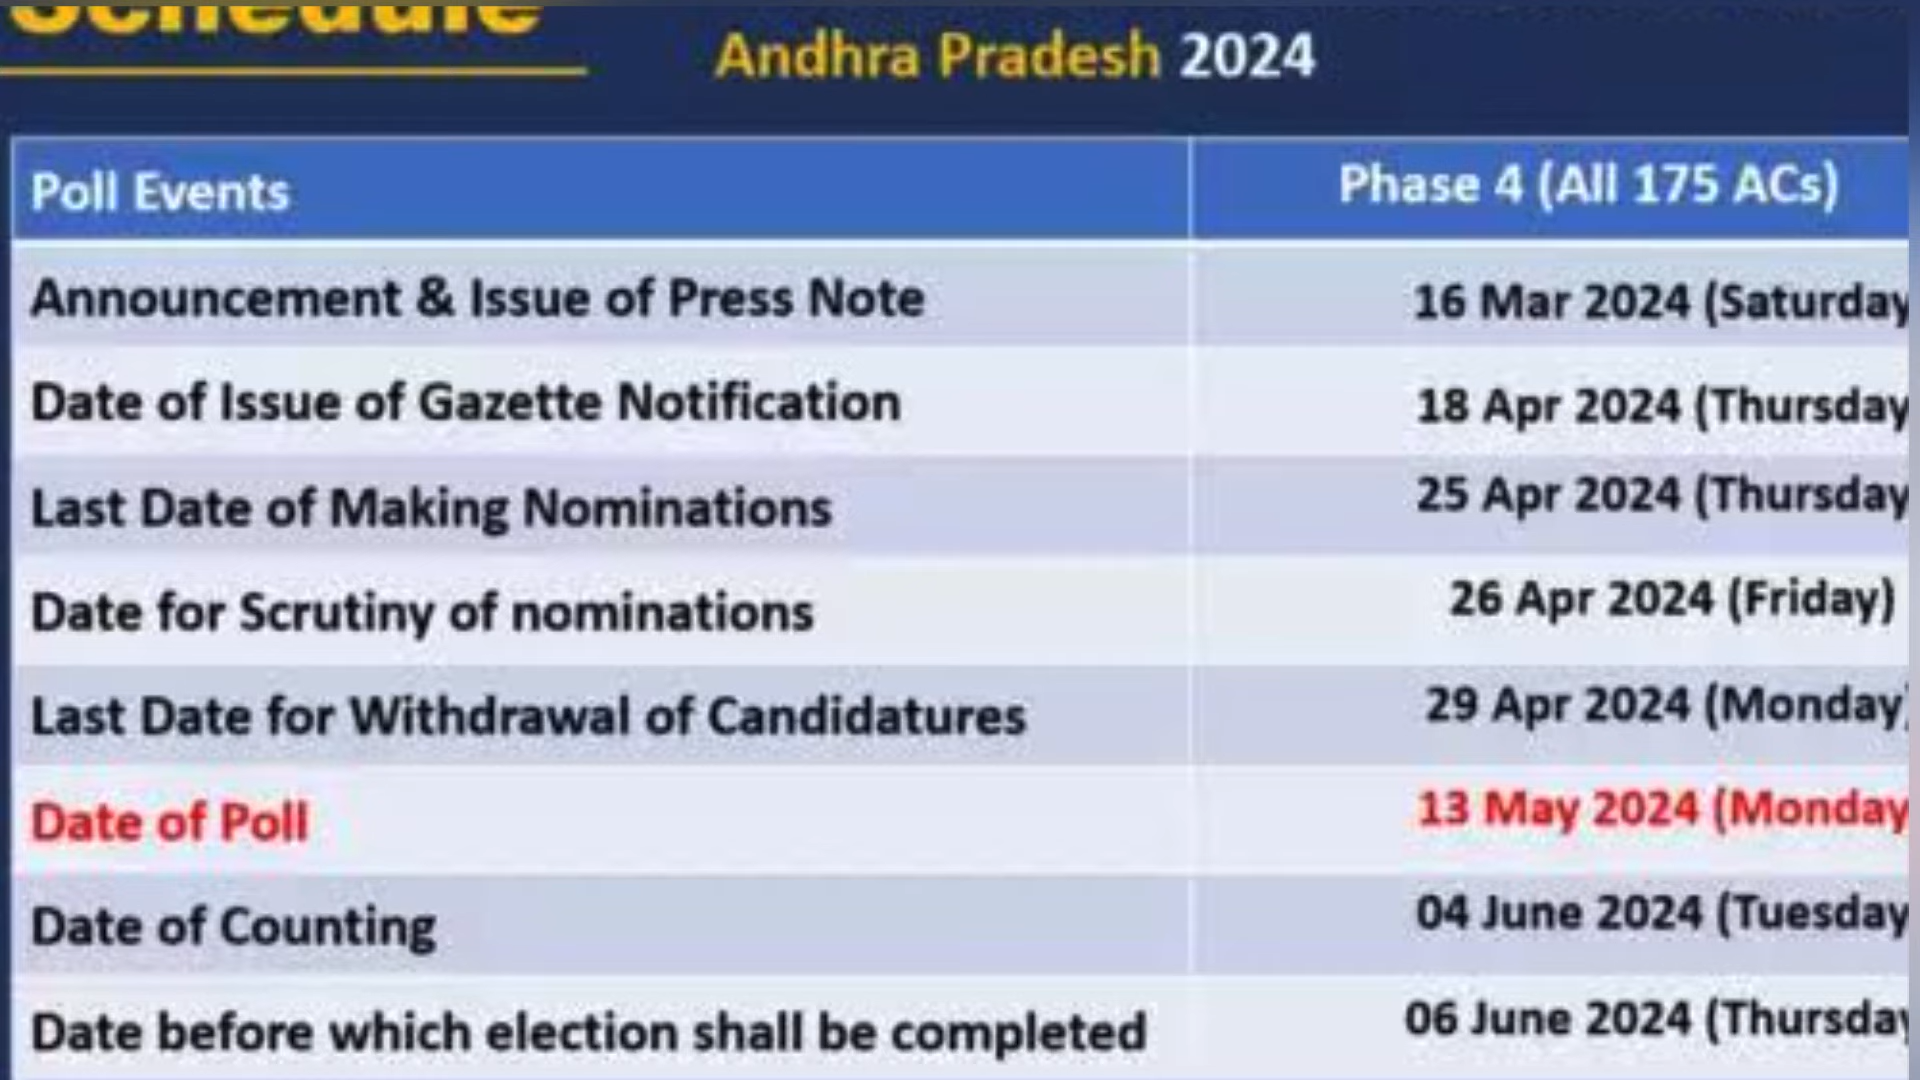 Schedule
Andhra Pradesh 2024
Poll Events
Phase 4 (All 175 ACs)
Announcement & Issue of Press Note
16 Mar 2024 (Saturday
Date of Issue of Gazette Notification
18 Apr 2024 (Thursday
Last Date of Making Nominations
25 Apr 2024 (Thursday
Date for Scrutiny of nominations
26 Apr 2024 (Friday)
Last Date for Withdrawal of Candidatures
29 Apr 2024 (Monday)
Date of Poll
13 May 2024 (Monday
Date of Counting
04 June 2024 (Tuesday
Date before which election shall be completed
06 June 2024 (Thursday